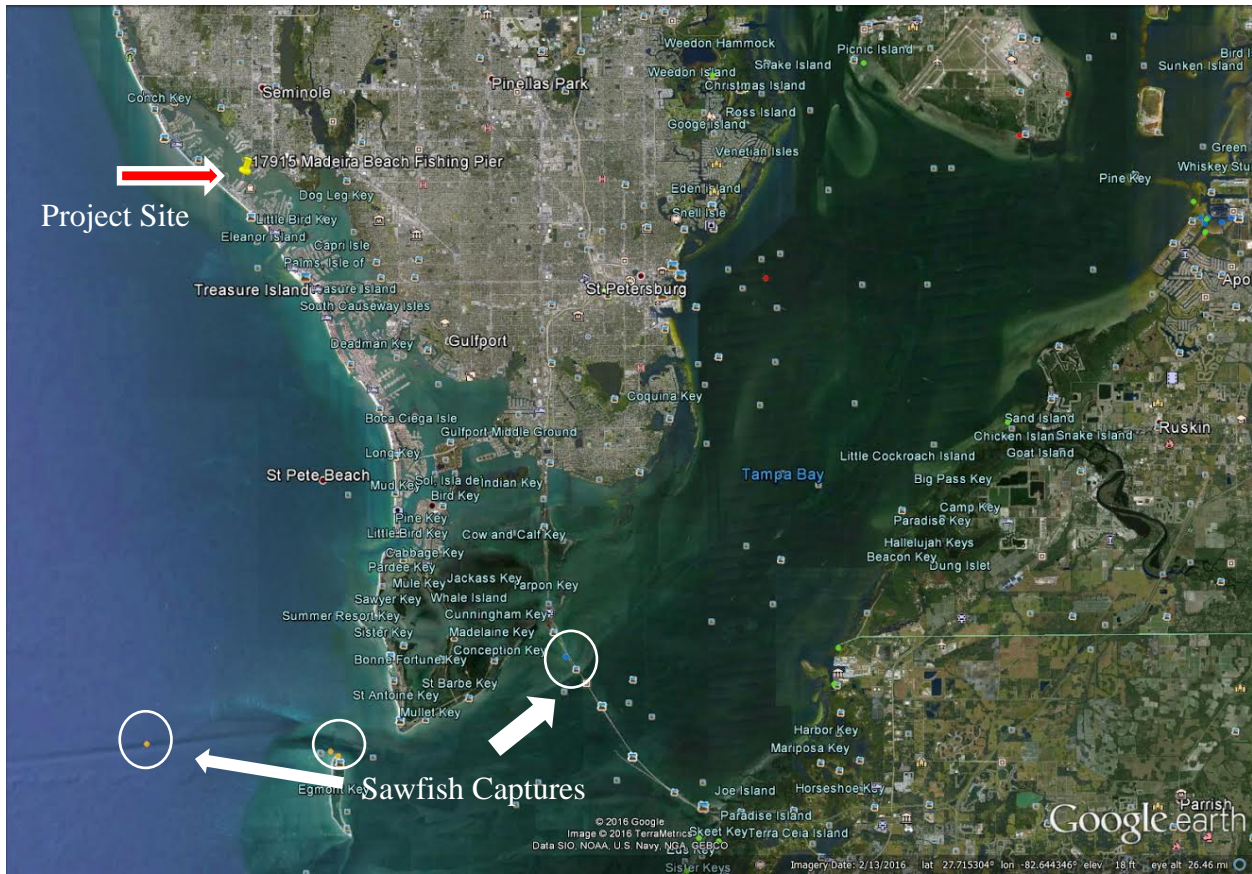 Weedon Hammock
Picnic Island
Bird I
Snake Island
Sunken Island
Weedon Island
Pinellas Park
Christmas Island
Seminole
Conch Key
Ross Island
Googe Island
Green
Venetian Isles
17915 Madeira Beach Fishing Pier
Whiskey Stu
Pine Key
Eden Island
Dog Leg Key
Project Site
Snell Isle
Little Bird Key
Eleanor Island
Capri Isle
Palms, Isle of
Apo
Treasure Island
Treasure Island
St Petersburg
South Causeway Isles
Gulfport
Deadman Key
Coquina Key
Boca Ciega Isle
Sand Island
Gulfport Middle Ground
Ruskin
Chicken Island
Snake Island
Long Key
Goat Island
Little Cockroach Island
St Pete Beach
Tampa Bay
Mud Key
Sol, Isla de
Indian Key
Big Pass Key
Bird Key
Camp Key
Pine Key
Paradise Key
Little Bird Key
Cow and Calf Key
Hallelujah Keys
Cabbage Key
Beacon Key
Pardee Key
Dung Islet
Mule Key
Jackass Key
Tarpon Key
Sawyer Key
Whale Island
Summer Resort Key
Cunningham Key
Sister Key
Madelaine Key
Conception Key
Bonne Fortune Key
St Barbe Key
St Antoine Key
Mullet Key
Harbor Key
Mariposa Key
Egmont Key
Sawfish Captures
Joe Island
Horseshoe Key
Parrish
Paradise Island
© 2016 Google
Google earth
Image © 2016 TerraMetrics
Skeet Key
Terra Ceia Island
Data SIO, NOAA, U.S. Navy, NGA, GEBCO
Sister Keys
Imagery Date: 2/13/2016 lat 27.715304° lon -82.644346° elev 18 ft eye alt 26.46 mi